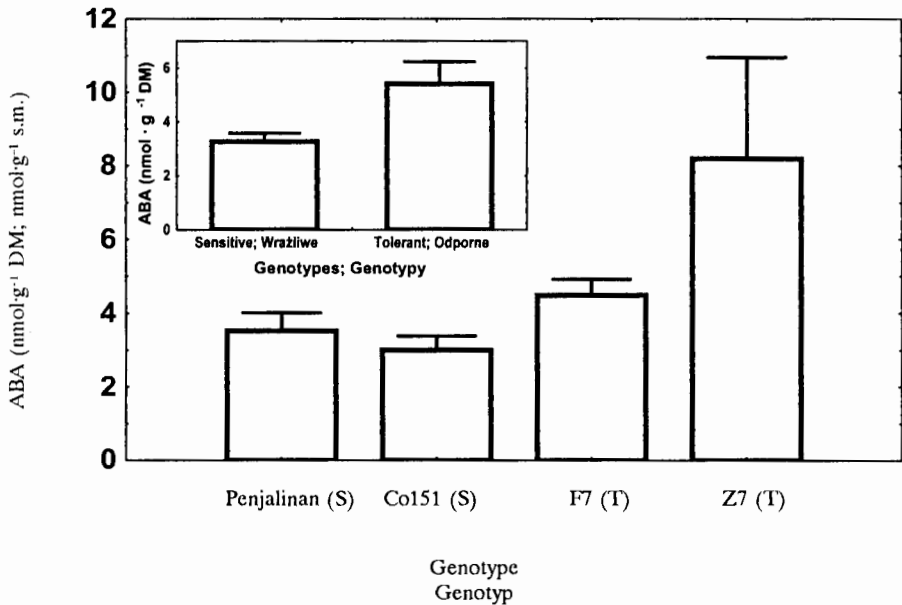 ABA (nmol·g⁻¹ DM; nmol·g⁻¹ s.m.)
12
10
8
6
4
2
0
ABA (nmol · g ⁻¹ DM)
6
4
2
0
Sensitive; Wrażliwe Tolerant; Odporne
Genotypes; Genotypy
Penjalinan (S) Co151 (S) F7 (T) Z7 (T)
Genotype
Genotyp